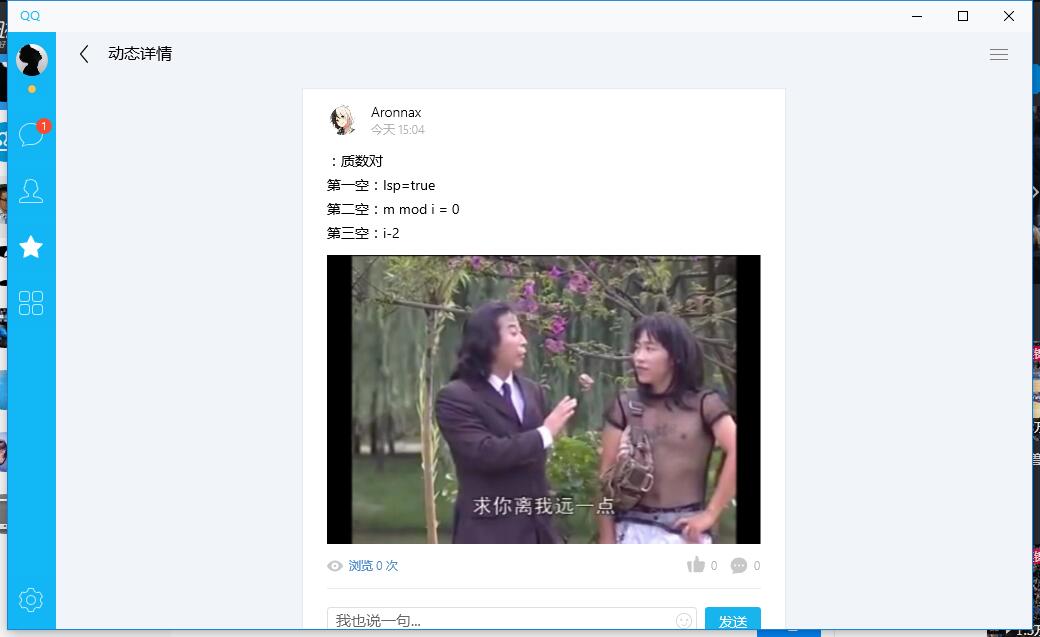 QQ
动态详情
1
Aronnax
今天 15:04
：质数对
第一空：lsp=true
第二空：m mod i = 0
第三空：i-2
求你离我远一点
浏览0次
0
0
我也说一句...
发送